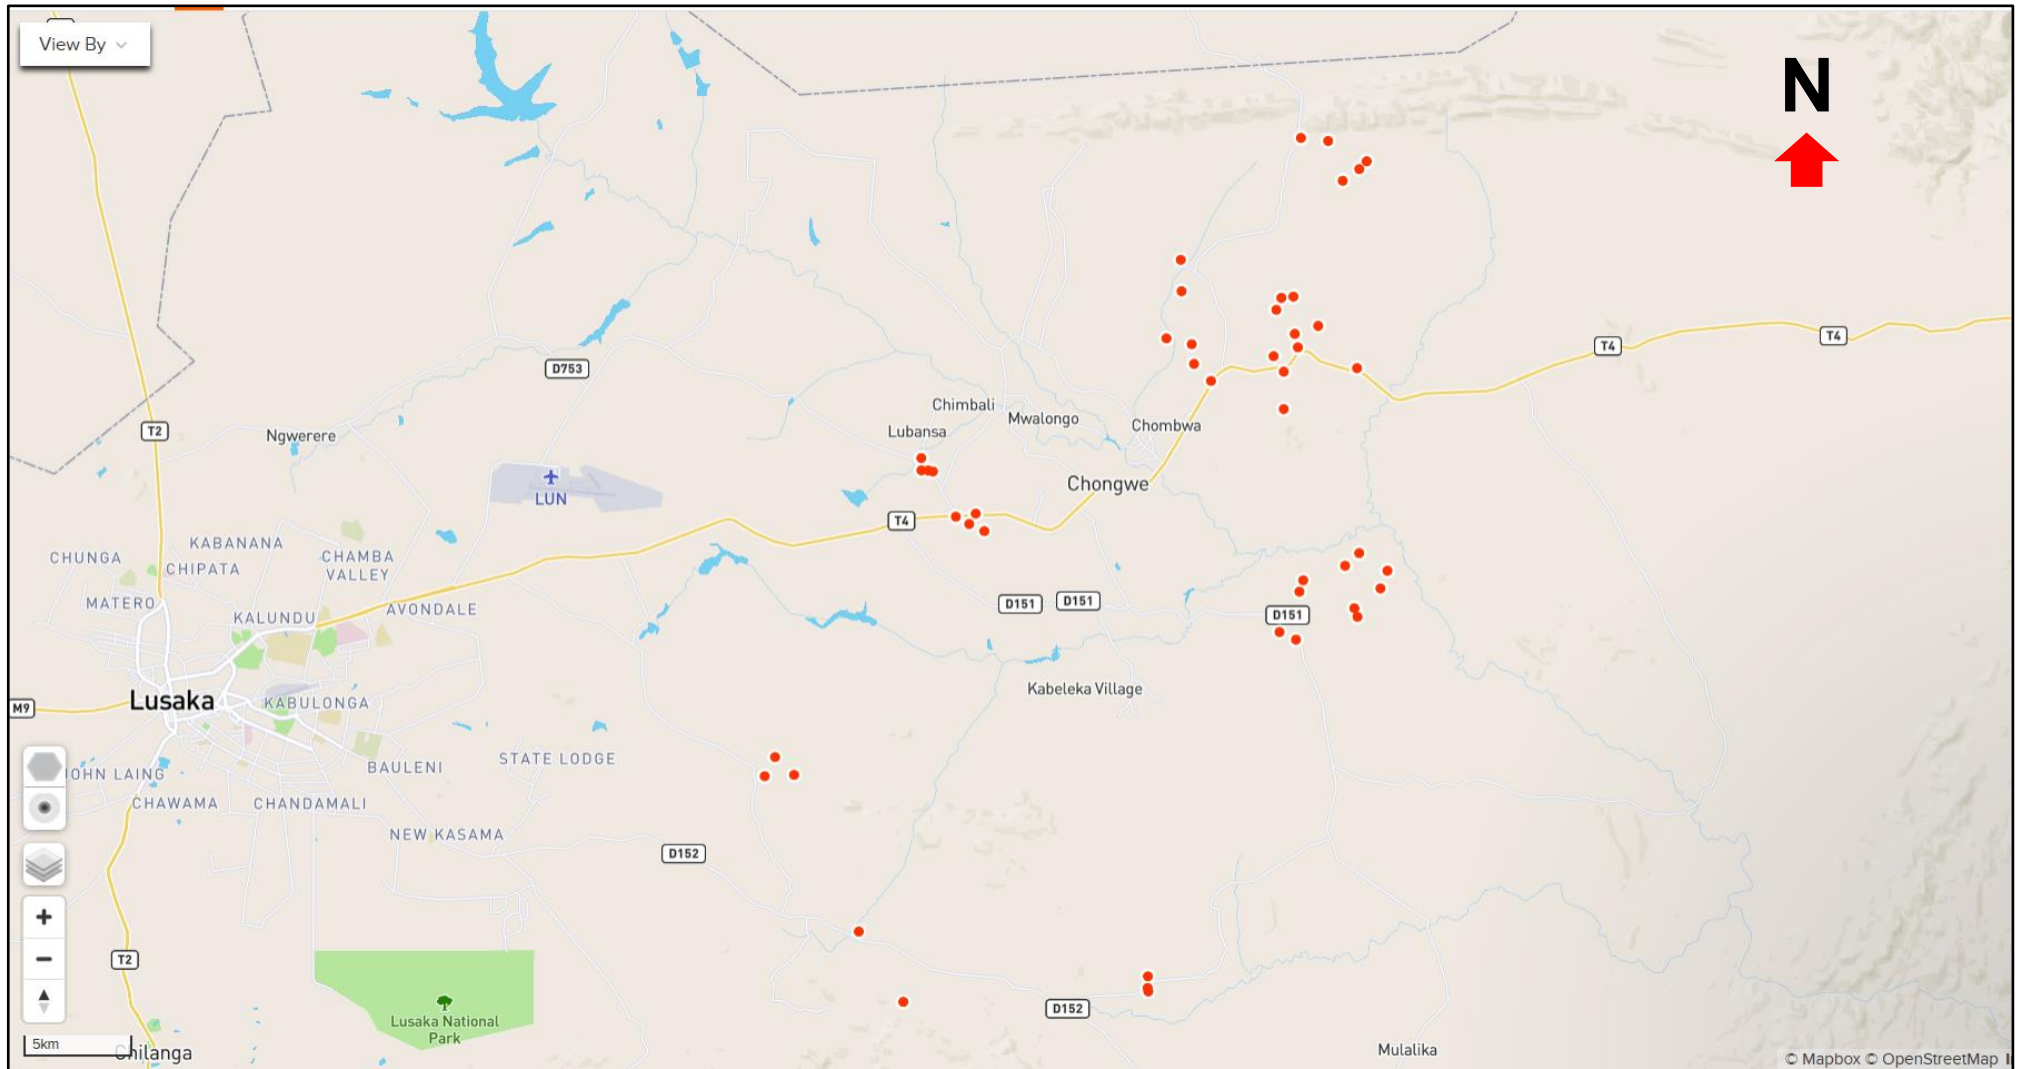 View By
N
D753
T4
T4
Chimbali
Lubansa
Mwalongo
Chombwa
T2
Ngwerere
Chongwe
LUN
T4
CHUNGA
KABANANA
CHIPATA
CHAMBA
VALLEY
MATERO
KALUNDU
AVONDALE
D151
D151
D151
Lusaka
KABULONGA
Kabeleka Village
M9
JOHN LAING
BAULENI
STATE LODGE
CHAWAMA
CHANDAMALI
NEW KASAMA
D152
+
−
T2
D152
Lusaka National
Park
5km
Chilanga
Mulalika
© Mapbox © OpenStreetMap